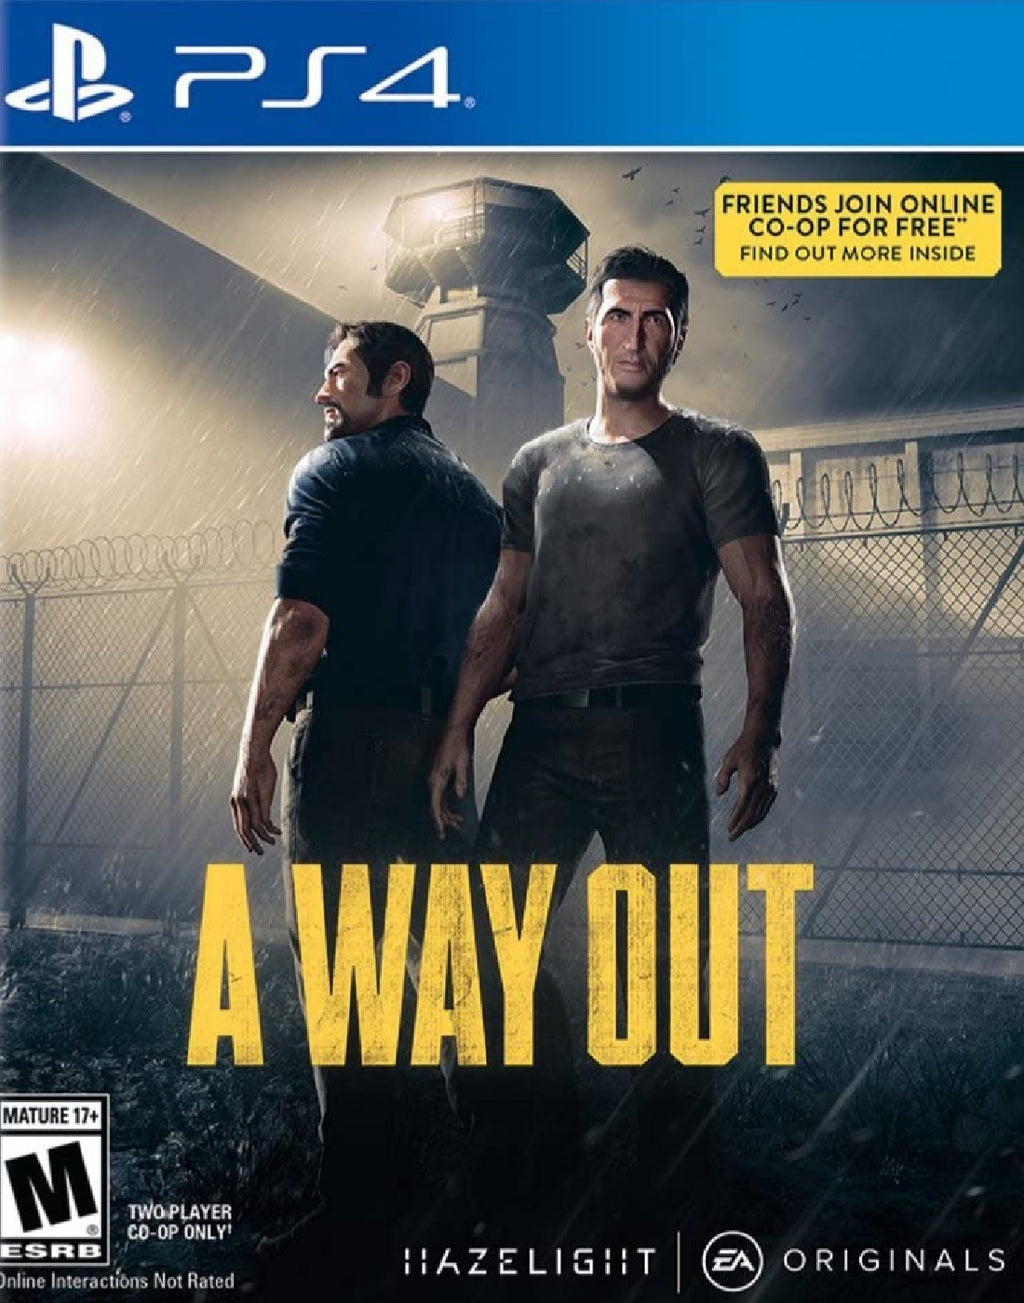 PS4
FRIENDS JOIN ONLINE
CO-OP FOR FREE**
FIND OUT MORE INSIDE
A WAY OUT
MATURE 17+
M
ESRB
TWO PLAYER
CO-OP ONLY†
Online Interactions Not Rated
HAZELIGHT
EA ORIGINALS